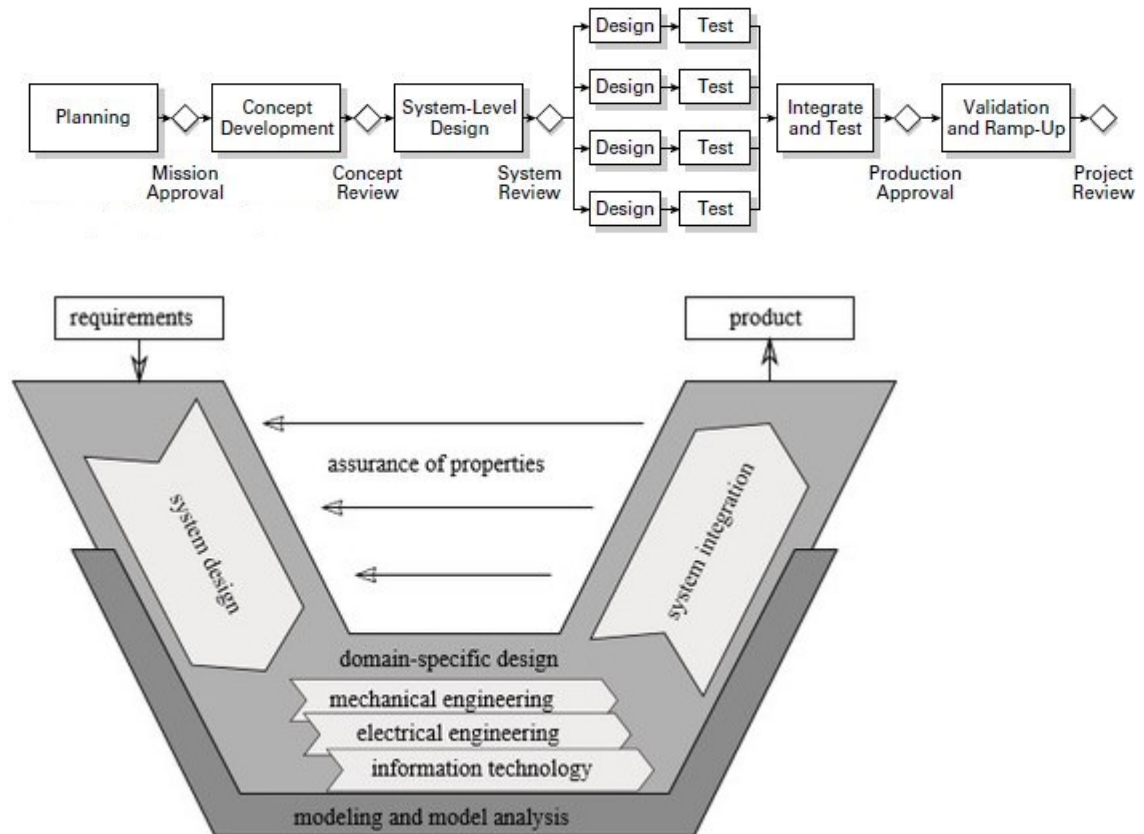 Design Test
Design Test
Planning
Concept
Development
System-Level
Design
Integrate
and Test
Validation
and Ramp-Up
Design Test
Mission
Approval
Concept
Review
System
Review
Production
Approval
Project
Review
Design Test
requirements
product
assurance of properties
system design
system integration
domain-specific design
mechanical engineering
electrical engineering
information technology
modeling and model analysis